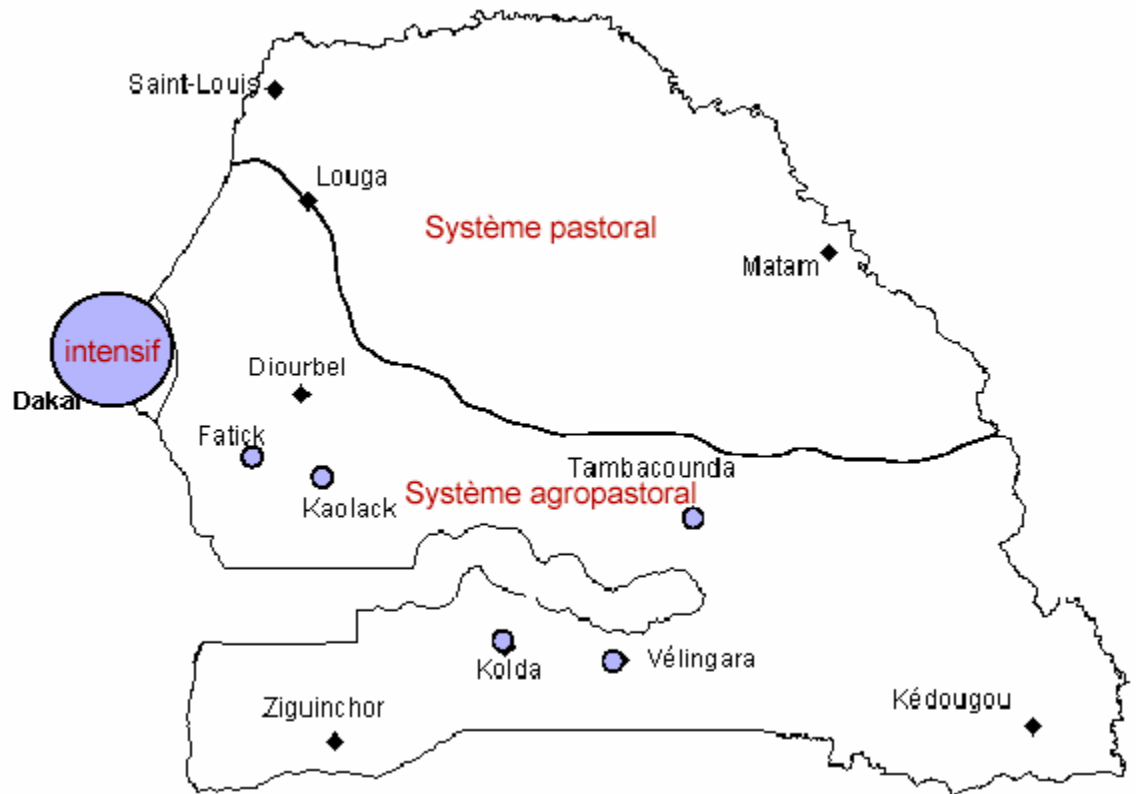 Saint-Louis
Louga
Système pastoral
Matam
intensif
Diourbel
Dakar
Fatick
Tambacounda
Système agropastoral
Kaolack
Kolda
Vélingara
Ziguinchor
Kédougou